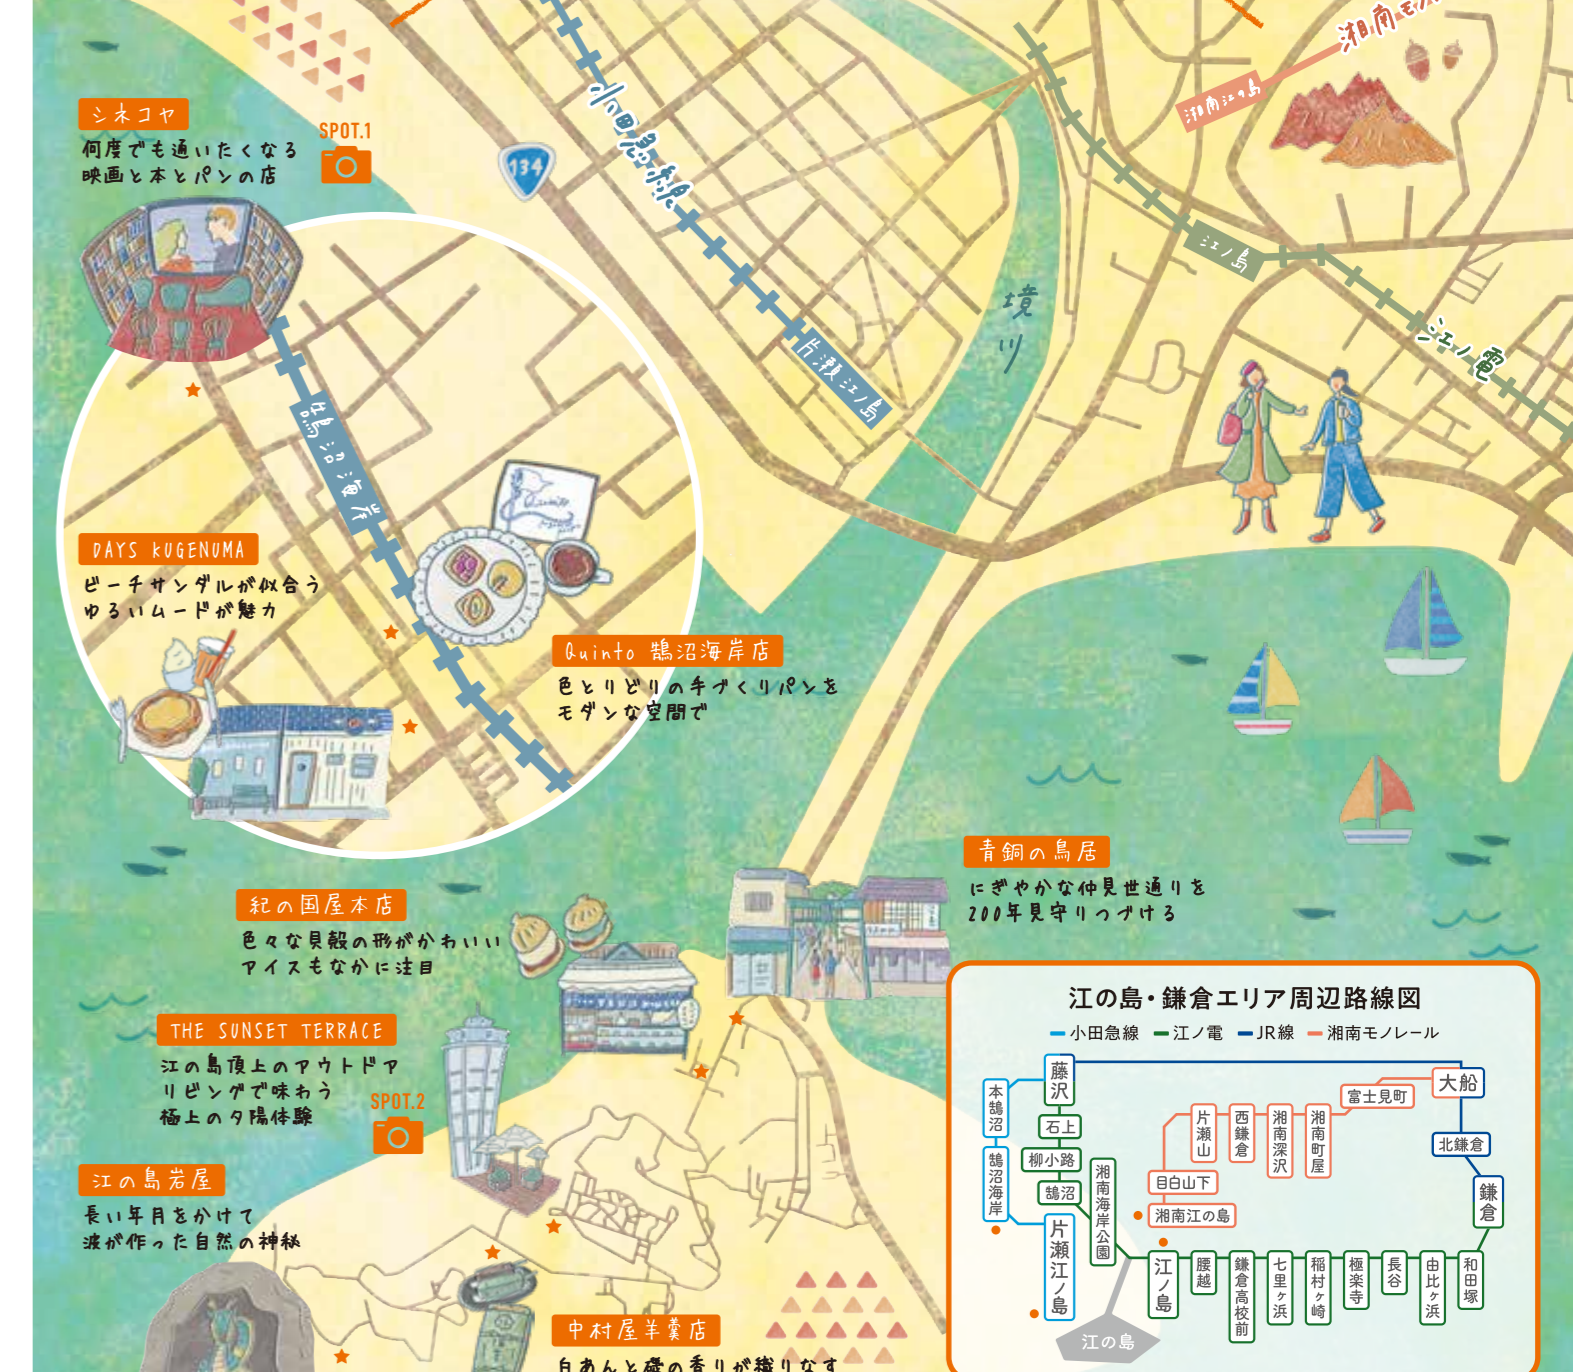 湘南モノ
湘南江の島
小田急線
134
シネコヤ
何度でも通いたくなる
映画と本とパンの店
SPOT.1
江ノ島
境川
江ノ電
片瀬江ノ島
鵠沼海岸
DAYS KUGENUMA
ビーチサンダルが似合う
ゆるいムードが魅力
Quinto
Quinto 鵠沼海岸店
色とりどりの手づくりパンを
モダンな空間で
青銅の鳥居
にぎやかな仲見世通りを
200年見守りつづける
紀の国屋本店
色々な貝殻の形がかわいい
アイスもなかに注目
THE SUNSET TERRACE
江の島頂上のアウトドア
リビングで味わう
極上の夕陽体験
SPOT.2
江の島岩屋
長い年月をかけて
波が作った自然の神秘
中村屋羊羹店
白あんと磯の香りが織りなす
江の島・鎌倉エリア周辺路線図
小田急線 江ノ電 JR線 湘南モノレール
藤沢
本鵠沼
鵠沼海岸
片瀬江ノ島
石上
柳小路
鵠沼
湘南海岸公園
江ノ島
腰越
鎌倉高校前
七里ヶ浜
稲村ヶ崎
極楽寺
長谷
由比ヶ浜
和田塚
鎌倉
北鎌倉
大船
富士見町
湘南町屋
湘南深沢
西鎌倉
片瀬山
目白山下
湘南江の島
江の島